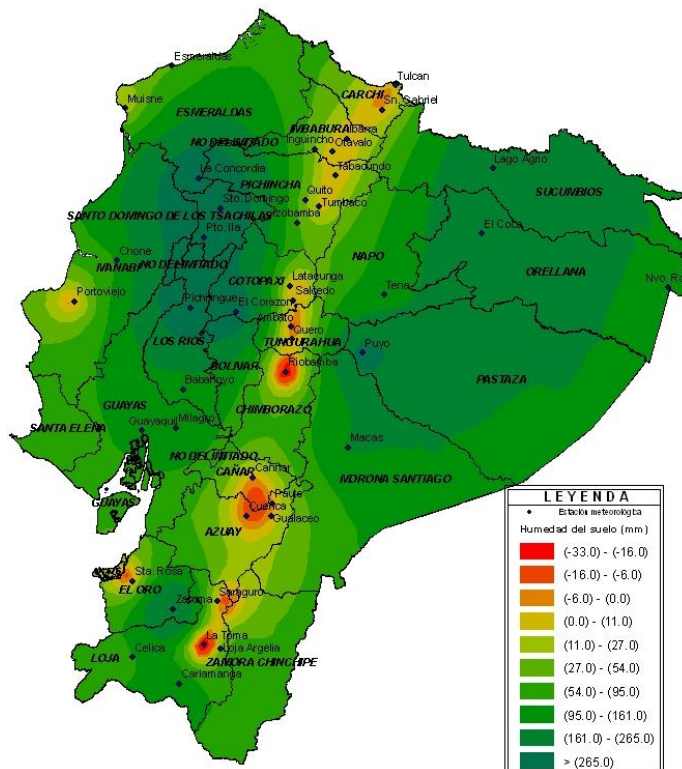 Esmeraldas
Tulcan
Muisne
CARCHI
Sn. Gabriel
ESMERALDAS
IMBABURA
Ibarra
NO DELIMITADO
Inguincho
Otavalo
La Concordia
Tabacundo
Lago Agrio
PICHINCHA
Quito
SUCUMBIOS
Sto. Domingo
Tumbaco
SANTO DOMINGO DE LOS TSACHILAS
Izobamba
Pto. Ila
El Coca
Chone
MANABI
NO DELIMITADO
NAPO
ORELLANA
COTOPAXI
Latacunga
Nvo. Ro
Portoviejo
Salcedo
Tena
Pichilingue
El Corazon
Ambato
Quero
LOS RIOS
TUNGURAHUA
Puyo
BOLIVAR
Riobamba
PASTAZA
Babahoyo
GUAYAS
CHIMBORAZO
SANTA ELENA
Guayaquil
Milagro
Macas
NO DELIMITADO
CAÑAR
Cañar
MORONA SANTIAGO
GUAYAS
Paute
Cuenca
AZUAY
Gualaceo
Sta. Rosa
EL ORO
Saraguro
Zaruma
La Toma
LOJA
Celica
Loja Argelia
ZAMORA CHINCHIPE
Cariamanga
LEYENDA
Estación meteorológica
Humedad del suelo (mm)
(-33.0) - (-16.0)
(-16.0) - (-6.0)
(-6.0) - (0.0)
(0.0) - (11.0)
(11.0) - (27.0)
(27.0) - (54.0)
(54.0) - (95.0)
(95.0) - (161.0)
(161.0) - (265.0)
> (265.0)